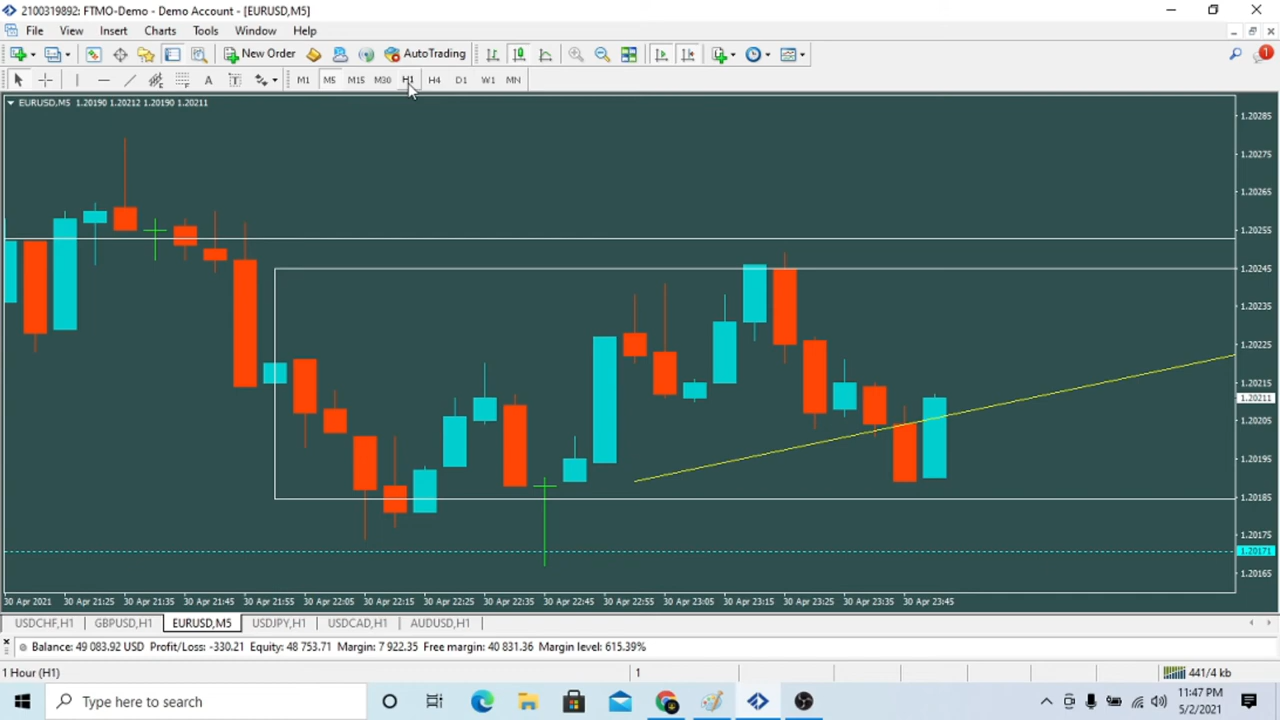 2100319892: FTMO-Demo - Demo Account - [EURUSD,M5]
File View Insert Charts Tools Window Help
New Order AutoTrading 1
A T M1 M5 M15 M30 H1 H4 D1 W1 MN
EURUSD,M5 1.20190 1.20212 1.20190 1.20211
1.20285
1.20275
1.20265
1.20255
1.20245
1.20235
1.20225
1.20215
1.20211
1.20205
1.20195
1.20185
1.20175
1.20171
1.20165
30 Apr 2021 30 Apr 21:25 30 Apr 21:35 30 Apr 21:45 30 Apr 21:55 30 Apr 22:05 30 Apr 22:15 30 Apr 22:25 30 Apr 22:35 30 Apr 22:45 30 Apr 22:55 30 Apr 23:05 30 Apr 23:15 30 Apr 23:25 30 Apr 23:35 30 Apr 23:45
USDCHF,H1 GBPUSD,H1 EURUSD,M5 USDJPY,H1 USDCAD,H1 AUDUSD,H1
Balance: 49 083.92 USD Profit/Loss: -330.21 Equity: 48 753.71 Margin: 7 922.35 Free margin: 40 831.36 Margin level: 615.39%
1 Hour (H1) 1 441/4 kb
Type here to search
11:47 PM
5/2/2021